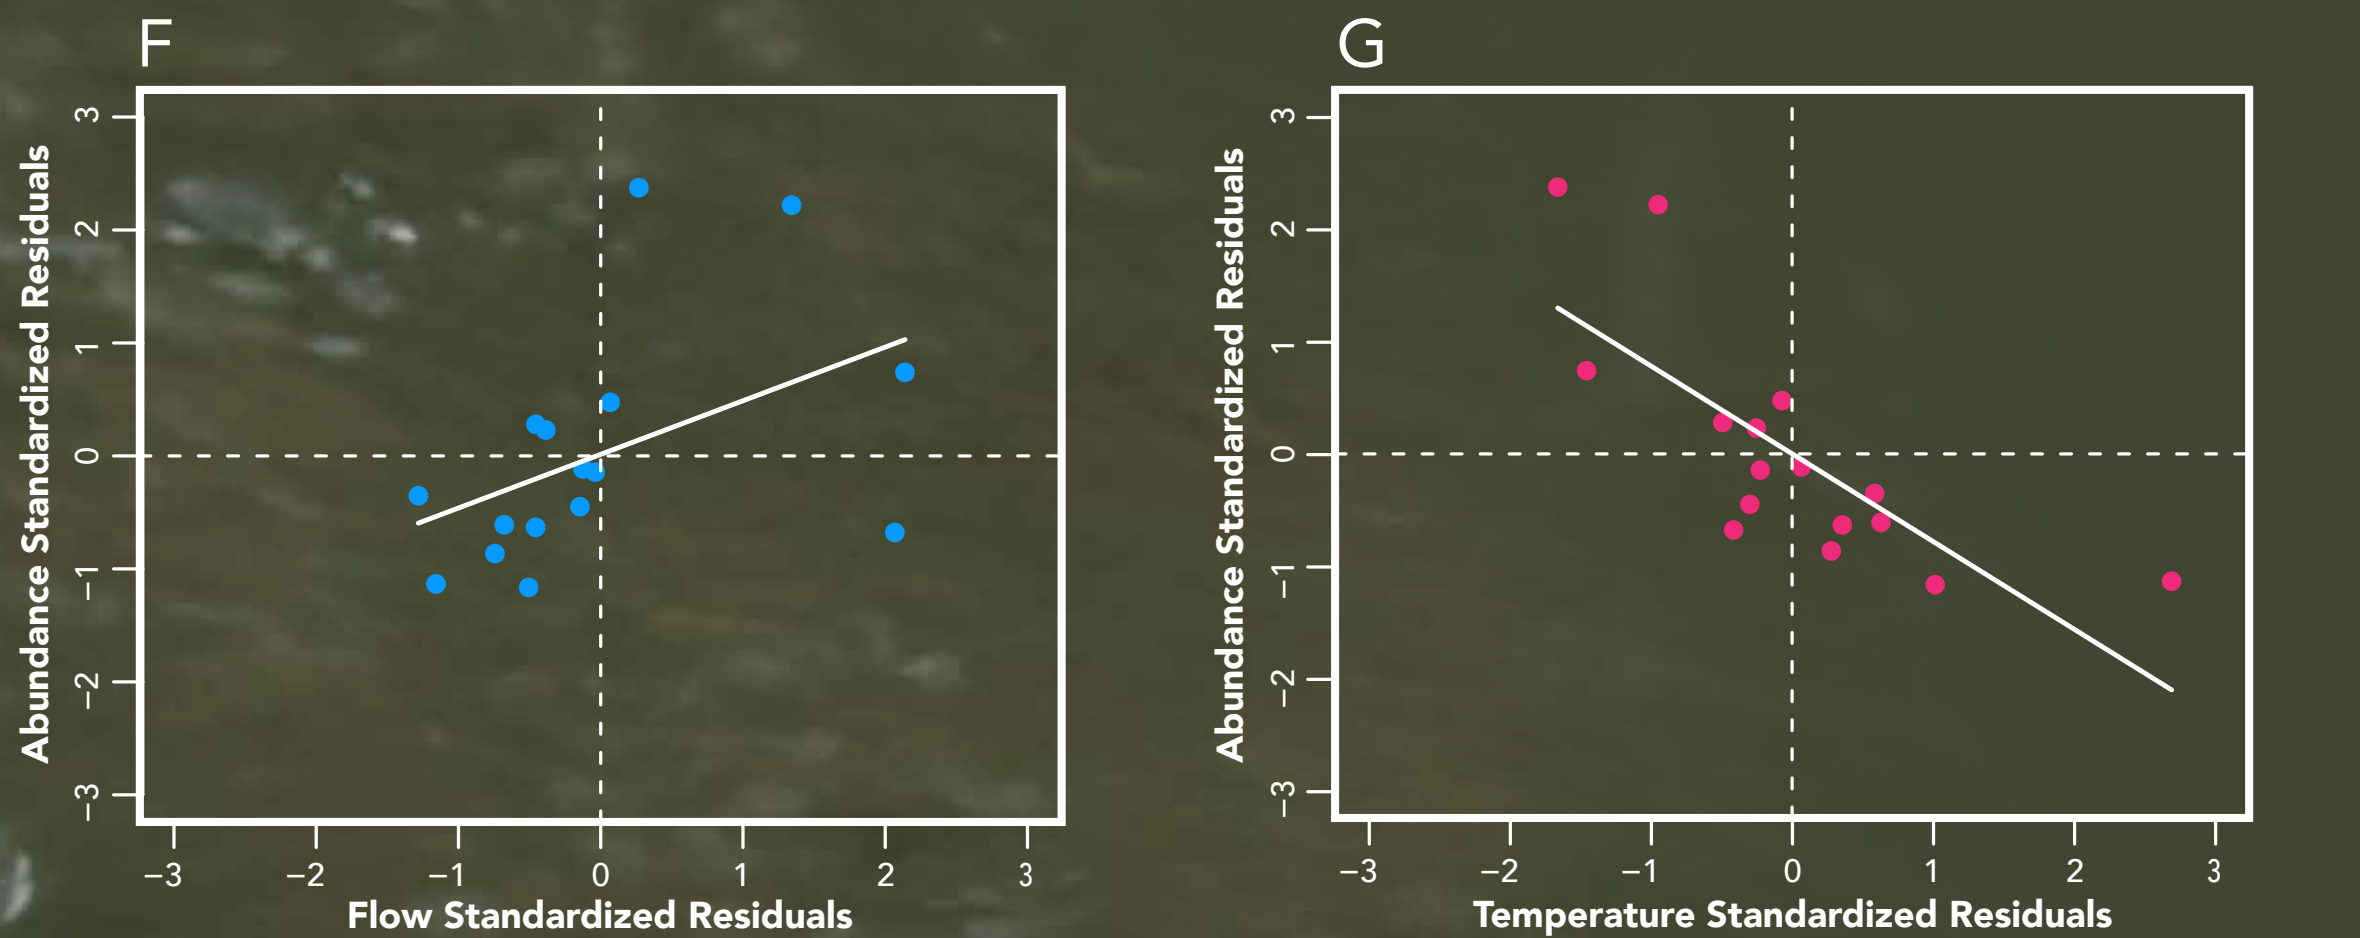 F
Abundance Standardized Residuals
3
2
1
0
−1
−2
−3
−3 −2 −1 0 1 2 3
Flow Standardized Residuals
G
Abundance Standardized Residuals
3
2
1
0
−1
−2
−3
−3 −2 −1 0 1 2 3
Temperature Standardized Residuals